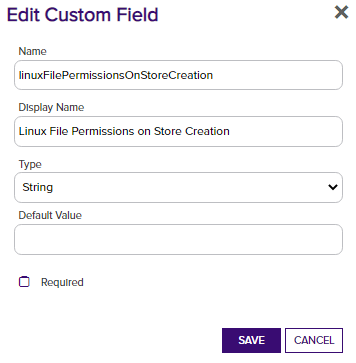 Edit Custom Field
Name
linuxFilePermissionsOnStoreCreation
Display Name
Linux File Permissions on Store Creation
Type
String
Default Value
Required
SAVE CANCEL